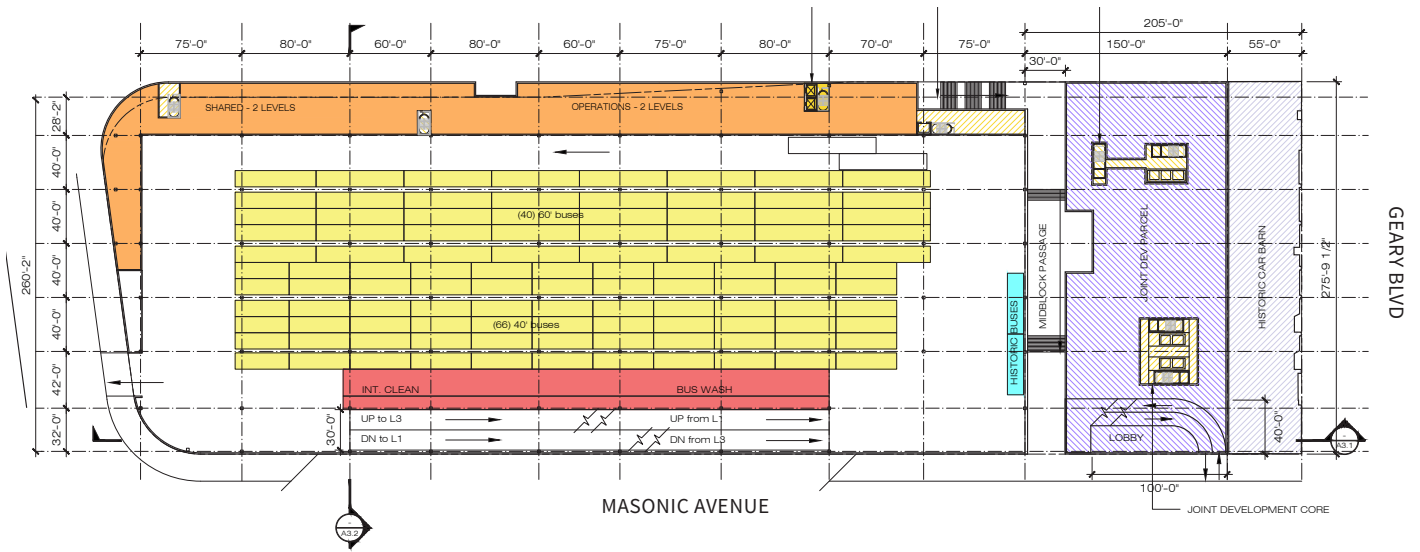 205'-0"
75'-0" 80'-0" 60'-0" 80'-0" 60'-0" 75'-0" 80'-0" 70'-0" 75'-0" 150'-0" 55'-0"
30'-0"
SHARED - 2 LEVELS
OPERATIONS - 2 LEVELS
28'-2"
40'-0"
40'-0"
40'-0"
40'-0"
42'-0"
32'-0"
260'-2"
(40) 60' buses
(66) 40' buses
INT. CLEAN
BUS WASH
30'-0"
UP to L3
UP from L1
DN to L1
DN from L3
HISTORIC BUSES
MIDBLOCK PASSAGE
JOINT DEV PARCEL
HISTORIC CAR BARN
275'-9 1/2"
GEARY BLVD
LOBBY
40'-0"
100'-0"
JOINT DEVELOPMENT CORE
MASONIC AVENUE
-
A3.2
-
A3.1